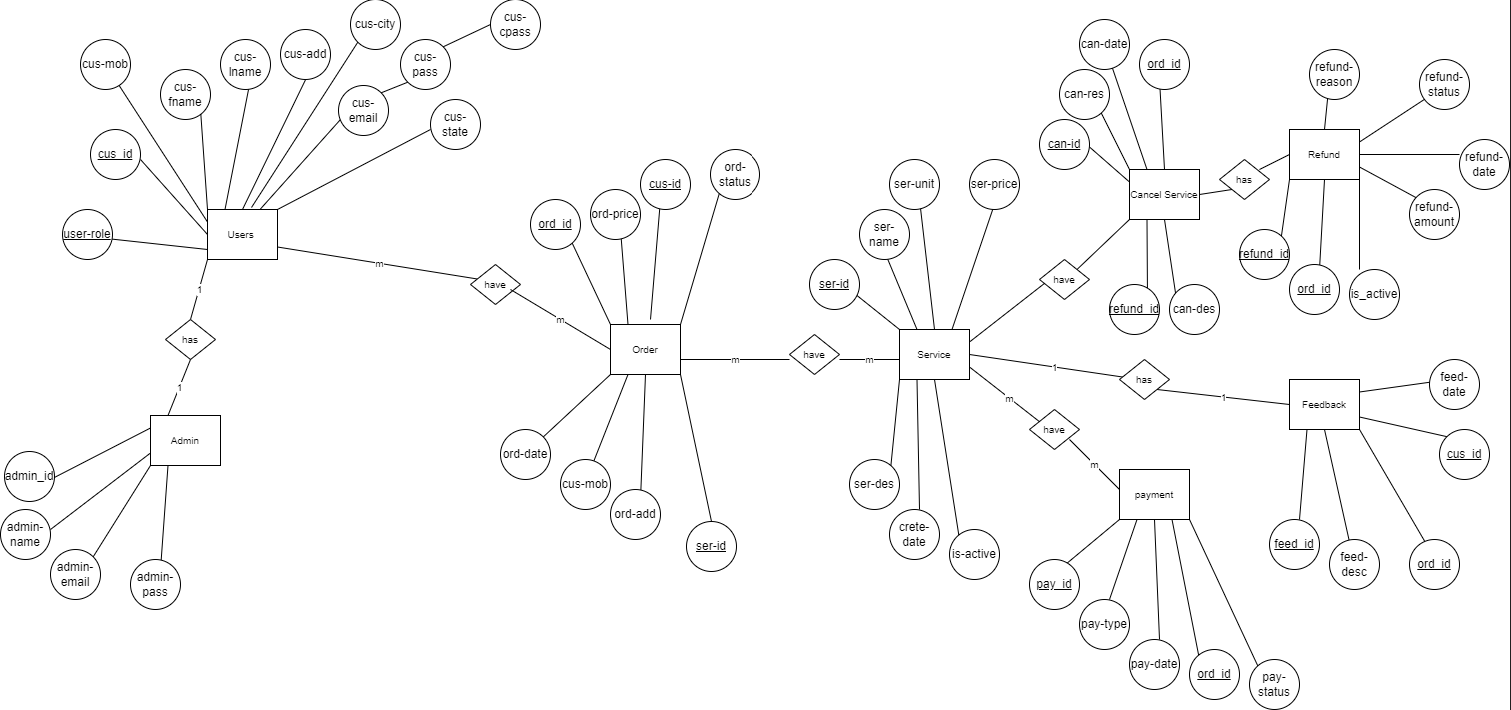 cus-
cpass
cus-city
cus-add
cus-
lname
cus-mob
cus-
pass
cus-
fname
cus-
email
cus-
state
cus_id
user-role
Users
1
has
1
Admin
admin_id
admin-
name
admin-
email
admin-
pass
m
have
m
ord_id
ord-price
cus-id
ord-
status
Order
ord-date
cus-mob
ord-add
ser-id
m
have
m
ser-unit
ser-price
ser-
name
ser-id
Service
ser-des
crete-
date
is-active
have
can-date
ord_id
can-res
can-id
Cancel Service
refund_id
can-des
has
refund-
reason
refund-
status
Refund
refund-
date
refund-
amount
refund_id
ord_id
is_active
1
has
1
Feedback
feed-
date
cus_id
feed_id
feed-
desc
ord_id
m
have
m
payment
pay_id
pay-type
pay-date
ord_id
pay-
status